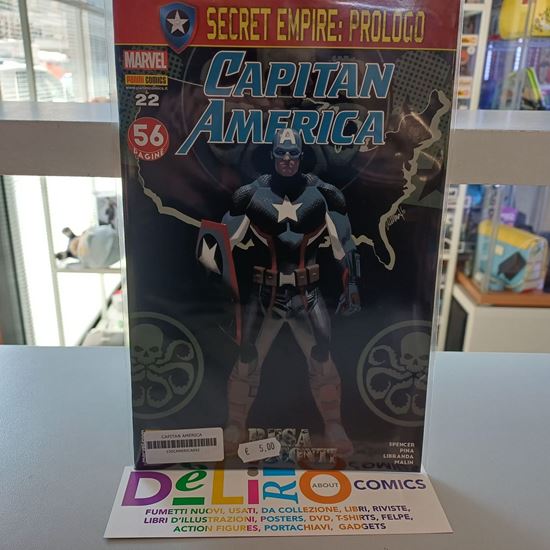 SECRET EMPIRE: PROLOGO
MARVEL
PANINI COMICS
22
CAPITAN
AMERICA
56
PAGINE
SPENCER
PINA
LIBRANDA
MALIN
CAPITAN AMERICA
€ 5,00
DeLiRiO ABOUT COMICS
FUMETTI NUOVI, USATI, DA COLLEZIONE, LIBRI, RIVISTE,
LIBRI D'ILLUSTRAZIONI, POSTERS, DVD, T-SHIRTS, FELPE,
ACTION FIGURES, PORTACHIAVI, GADGETS